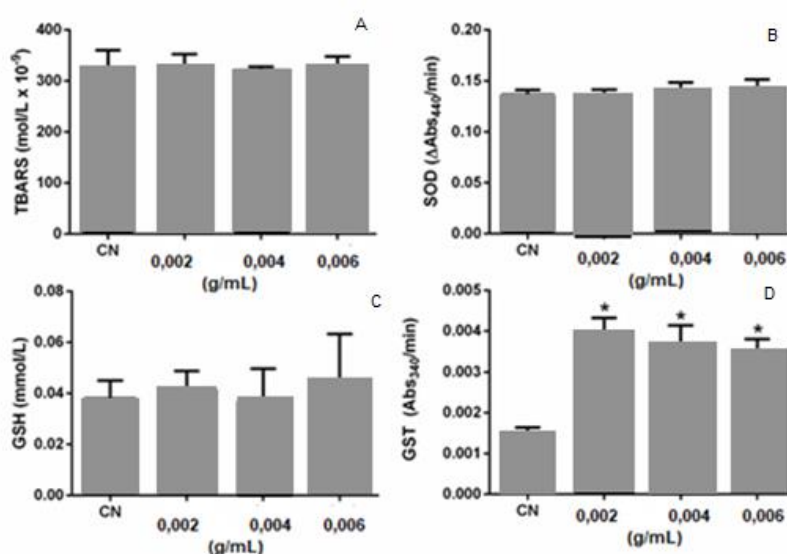 A
TBARS (mol/L x 10⁻⁹)
400
300
200
100
0
CN 0,002 0,004 0,006
(g/mL)
B
SOD (ΔAbs₄₄₀/min)
0.20
0.15
0.10
0.05
0.00
CN 0,002 0,004 0,006
(g/mL)
C
GSH (mmol/L)
0.08
0.06
0.04
0.02
0.00
CN 0,002 0,004 0,006
(g/mL)
D
GST (Abs₃₄₀/min)
0.005
0.004
0.003
0.002
0.001
0.000
* * *
CN 0,002 0,004 0,006
(g/mL)